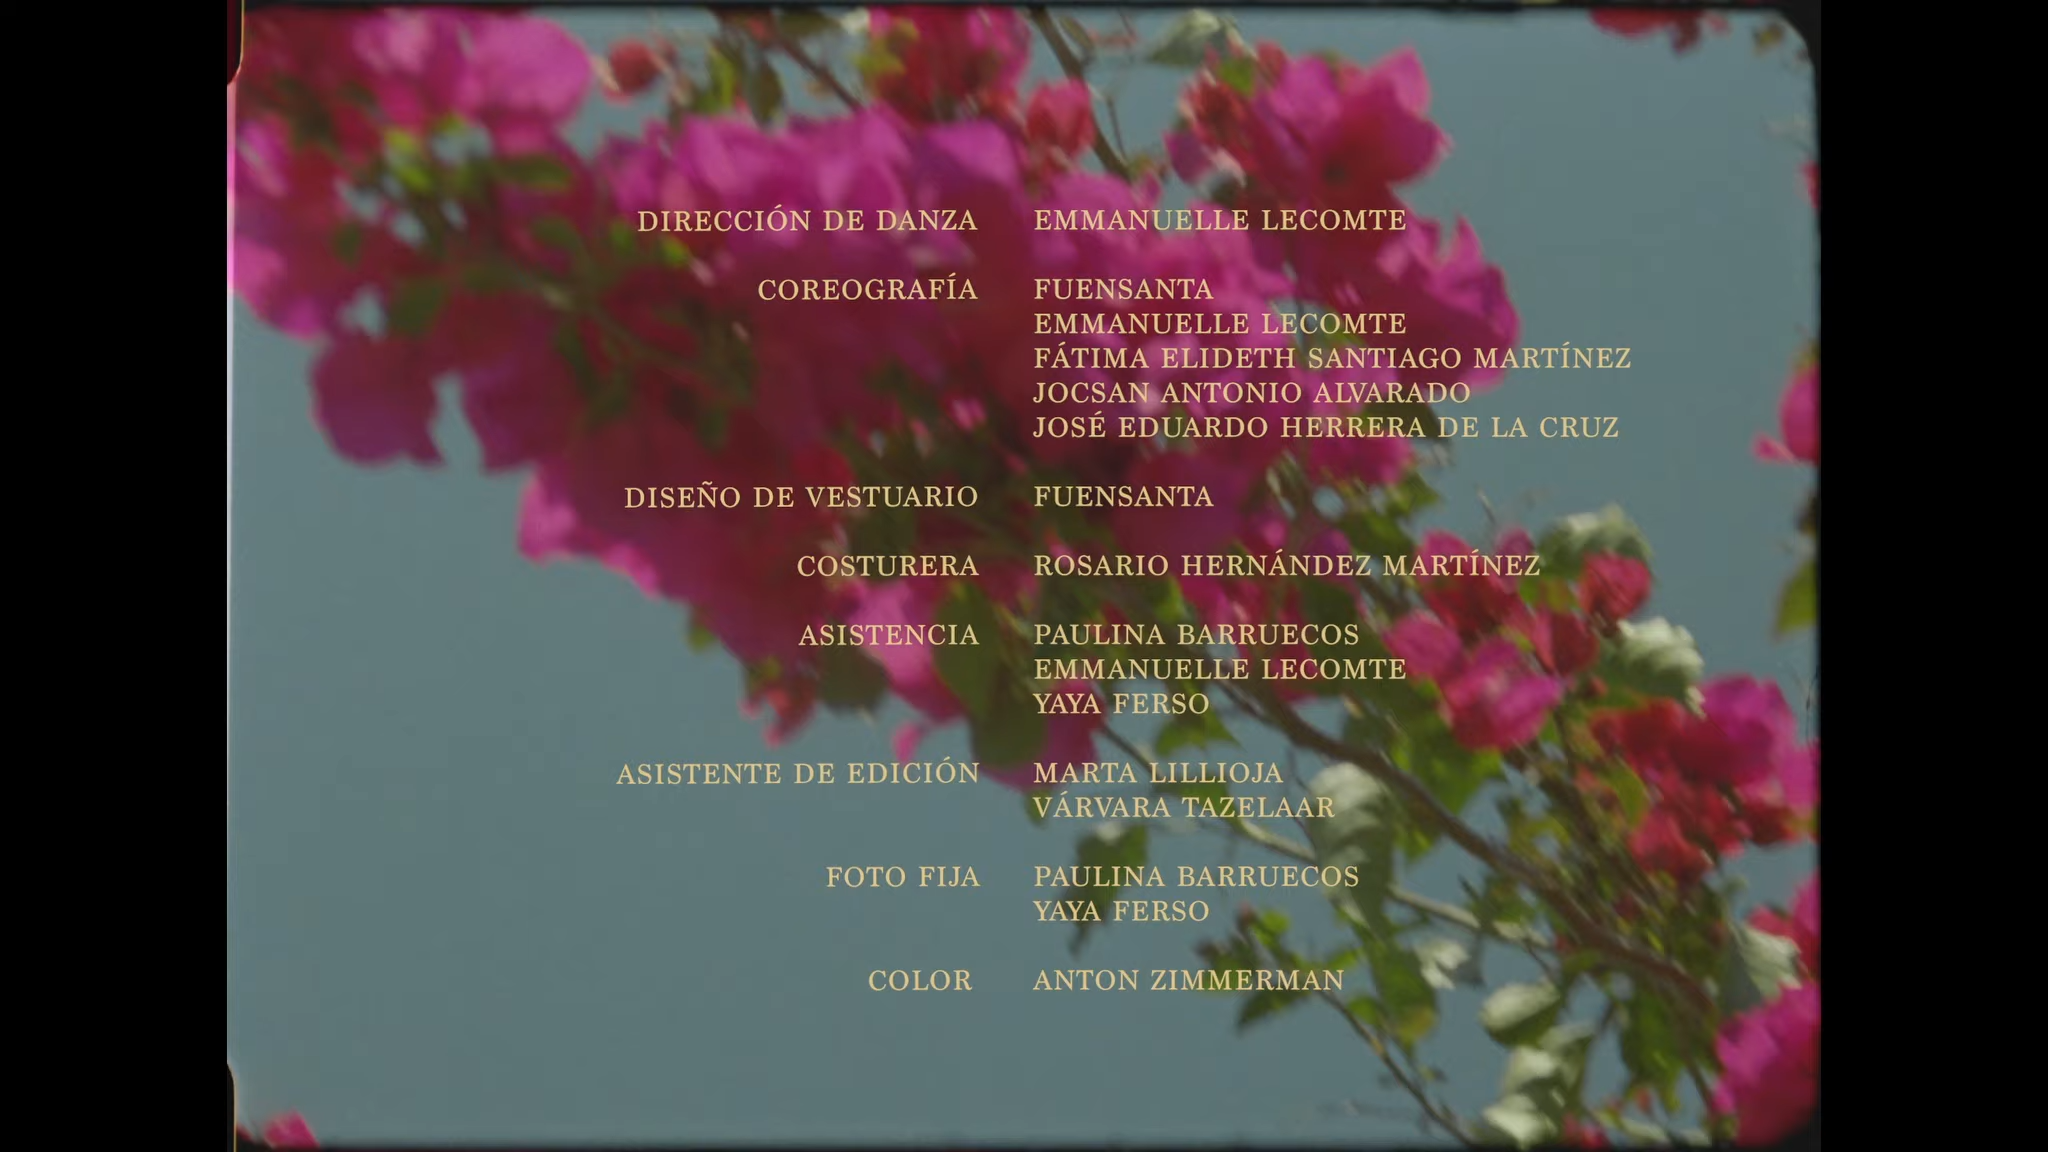 DIRECCIÓN DE DANZA EMMANUELLE LECOMTE
COREOGRAFÍA FUENSANTA
EMMANUELLE LECOMTE
FÁTIMA ELIDETH SANTIAGO MARTÍNEZ
JOCSAN ANTONIO ALVARADO
JOSÉ EDUARDO HERRERA DE LA CRUZ
DISEÑO DE VESTUARIO FUENSANTA
COSTURERA ROSARIO HERNÁNDEZ MARTÍNEZ
ASISTENCIA PAULINA BARRUECOS
EMMANUELLE LECOMTE
YAYA FERSO
ASISTENTE DE EDICIÓN MARTA LILLIOJA
VÁRVARA TAZELAAR
FOTO FIJA PAULINA BARRUECOS
YAYA FERSO
COLOR ANTON ZIMMERMAN